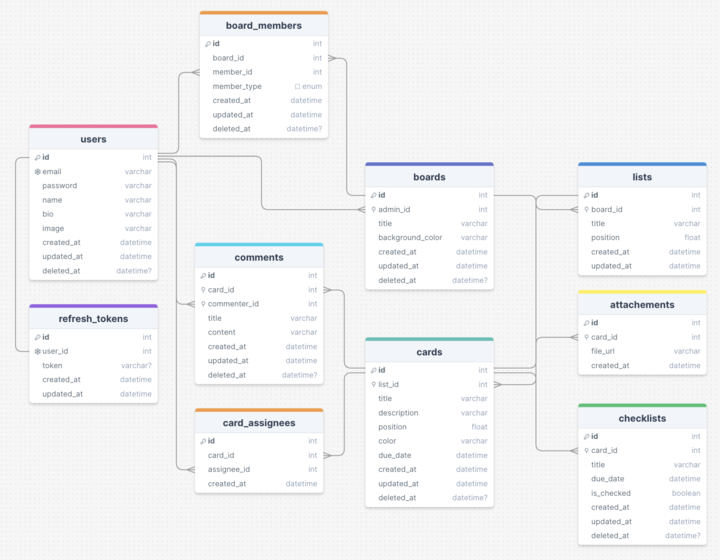 board_members
id int
board_id int
member_id int
member_type enum
created_at datetime
updated_at datetime
deleted_at datetime?
users
id int
email varchar
password varchar
name varchar
bio varchar
image varchar
created_at datetime
updated_at datetime
deleted_at datetime?
boards
id int
admin_id int
title varchar
background_color varchar
created_at datetime
updated_at datetime
deleted_at datetime?
lists
id int
board_id int
title varchar
position float
created_at datetime
updated_at datetime
comments
id int
card_id int
commenter_id int
title varchar
content varchar
created_at datetime
updated_at datetime
deleted_at datetime?
refresh_tokens
id int
user_id int
token varchar?
created_at datetime
updated_at datetime
attachements
id int
card_id int
file_url varchar
created_at datetime
cards
id int
list_id int
title varchar
description varchar
position float
color varchar
due_date datetime
created_at datetime
updated_at datetime
deleted_at datetime?
card_assignees
id int
card_id int
assignee_id int
created_at datetime
checklists
id int
card_id int
title varchar
due_date datetime
is_checked boolean
created_at datetime
updated_at datetime
deleted_at datetime?